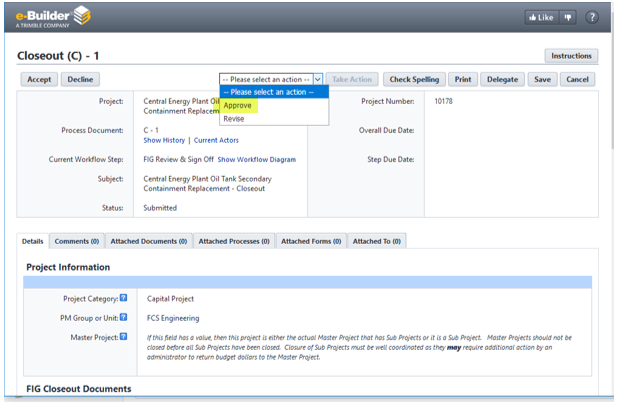 e-Builder
A TRIMBLE COMPANY
Like
?
Closeout (C) - 1
Instructions
Accept
Decline
-- Please select an action --
Take Action
Check Spelling
Print
Delegate
Save
Cancel
-- Please select an action --
Approve
Revise
Project:
Central Energy Plant Oil
Containment Replacem
Project Number:
10178
Process Document:
C - 1
Show History | Current Actors
Overall Due Date:
Current Workflow Step:
FIG Review & Sign Off Show Workflow Diagram
Step Due Date:
Subject:
Central Energy Plant Oil Tank Secondary
Containment Replacement - Closeout
Status:
Submitted
Details
Comments (0)
Attached Documents (0)
Attached Processes (0)
Attached Forms (0)
Attached To (0)
Project Information
Project Category: ?
Capital Project
PM Group or Unit: ?
FCS Engineering
Master Project: ?
If this field has a value, then this project is either the actual Master Project that has Sub Projects or it is a Sub Project. Master Projects should not be
closed before all Sub Projects have been closed. Closure of Sub Projects must be well coordinated as they may require additional action by an
administrator to return budget dollars to the Master Project.
FIG Closeout Documents